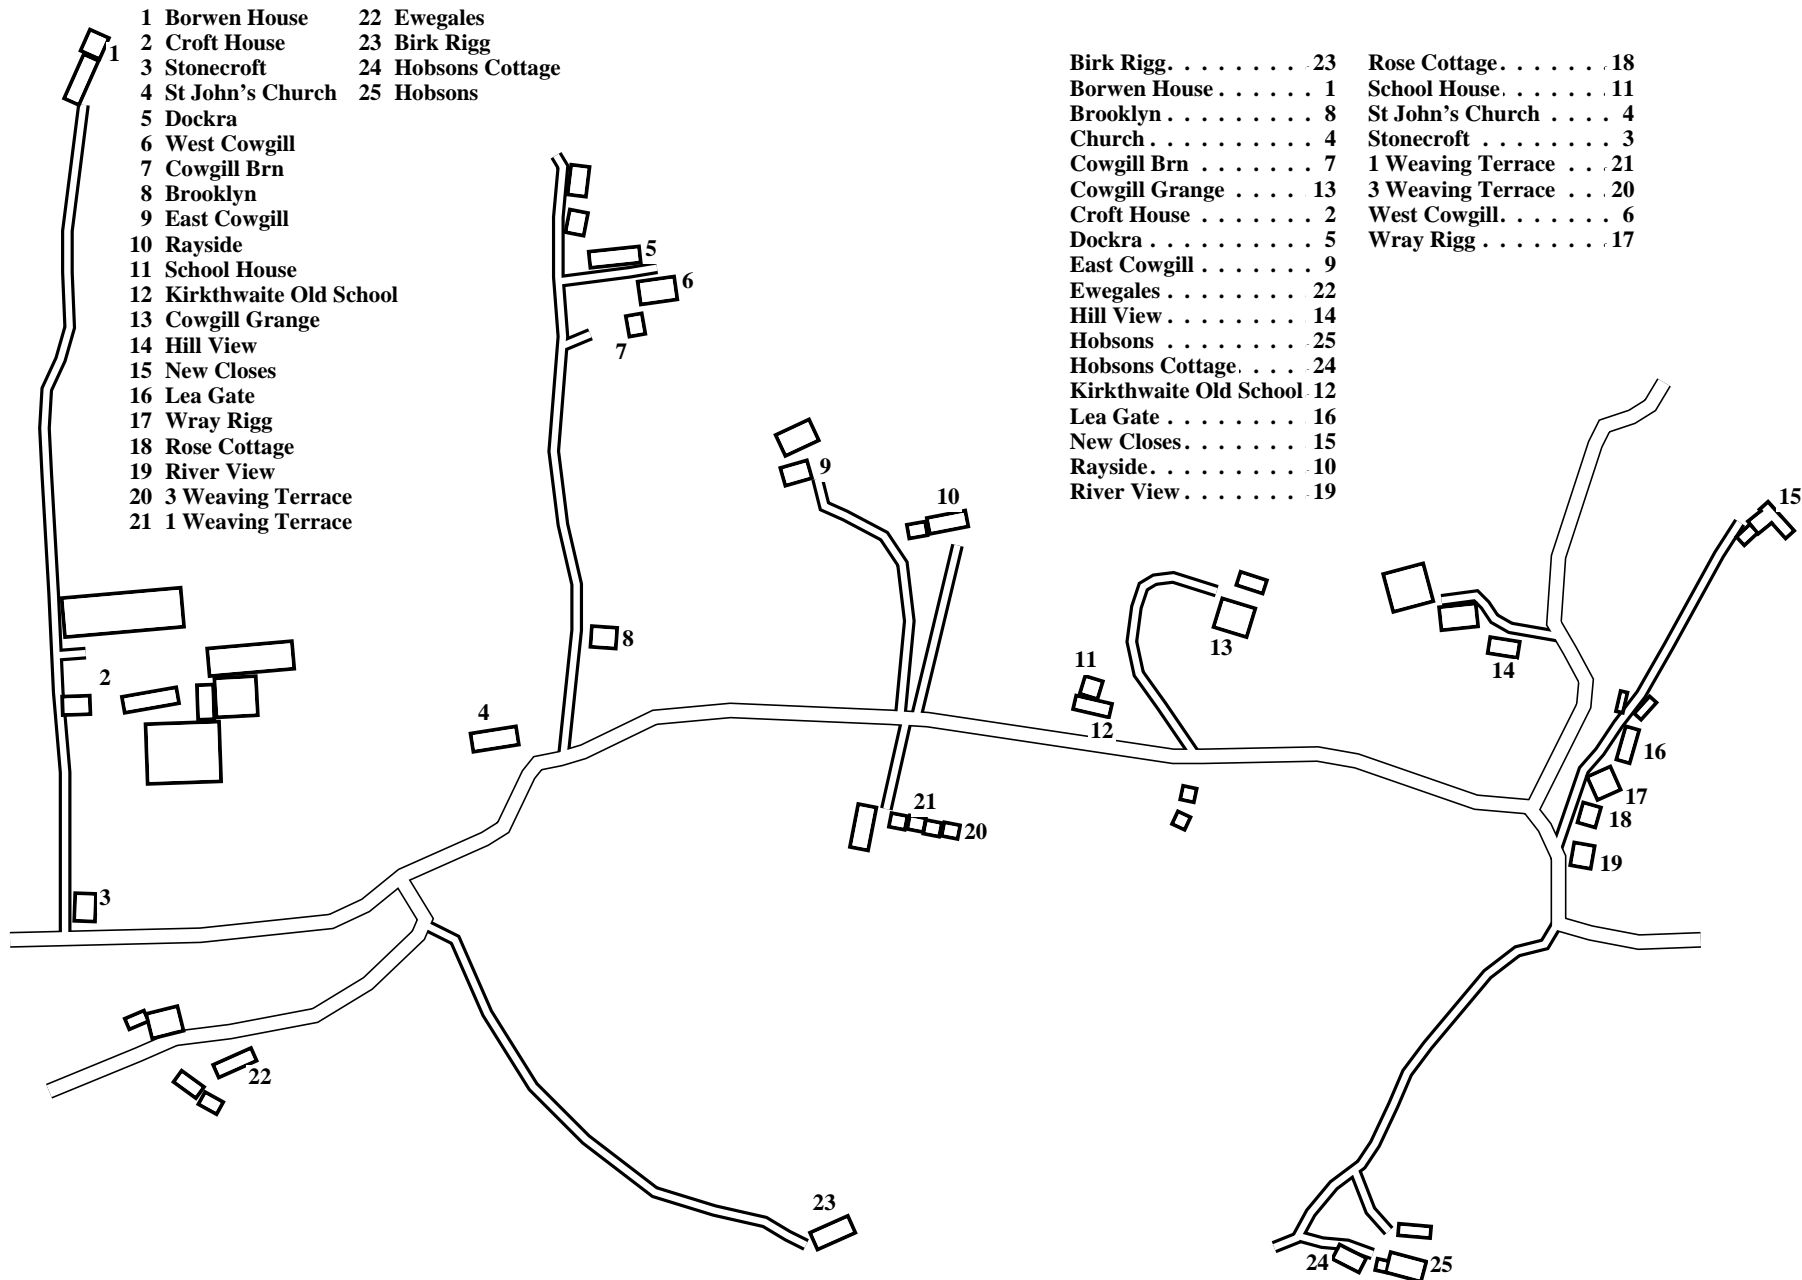 1 Borwen House
2 Croft House
3 Stonecroft
4 St John's Church
5 Dockra
6 West Cowgill
7 Cowgill Brn
8 Brooklyn
9 East Cowgill
10 Rayside
11 School House
12 Kirkthwaite Old School
13 Cowgill Grange
14 Hill View
15 New Closes
16 Lea Gate
17 Wray Rigg
18 Rose Cottage
19 River View
20 3 Weaving Terrace
21 1 Weaving Terrace
22 Ewegales
23 Birk Rigg
24 Hobsons Cottage
25 Hobsons
Birk Rigg. . . . . . . . . 23
Borwen House . . . . . . 1
Brooklyn . . . . . . . . . 8
Church . . . . . . . . . . 4
Cowgill Brn . . . . . . . 7
Cowgill Grange . . . . 13
Croft House . . . . . . . 2
Dockra . . . . . . . . . . 5
East Cowgill . . . . . . . 9
Ewegales . . . . . . . . 22
Hill View . . . . . . . . 14
Hobsons . . . . . . . . 25
Hobsons Cottage. . . . 24
Kirkthwaite Old School 12
Lea Gate . . . . . . . . 16
New Closes . . . . . . . 15
Rayside . . . . . . . . . 10
River View . . . . . . . 19
Rose Cottage . . . . . . 18
School House . . . . . . 11
St John's Church . . . . 4
Stonecroft . . . . . . . . 3
1 Weaving Terrace . . . 21
3 Weaving Terrace . . . 20
West Cowgill . . . . . . . 6
Wray Rigg . . . . . . . . 17
1
5
6
7
9
10
15
8
2
4
11
12
13
14
16
17
18
19
21
20
3
22
23
24
25